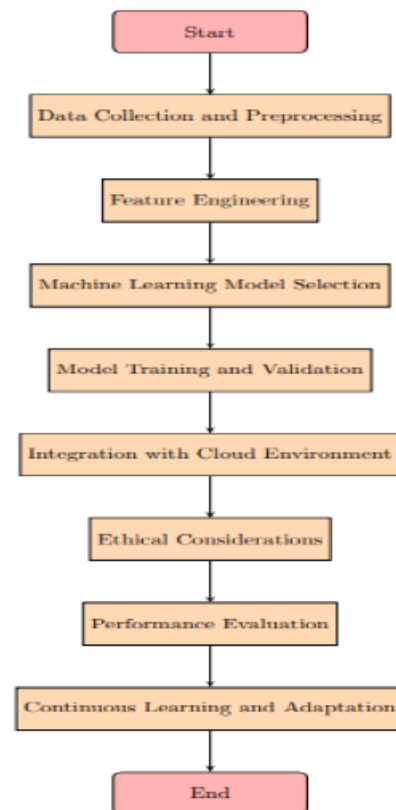 Start
Data Collection and Preprocessing
Feature Engineering
Machine Learning Model Selection
Model Training and Validation
Integration with Cloud Environment
Ethical Considerations
Performance Evaluation
Continuous Learning and Adaptation
End